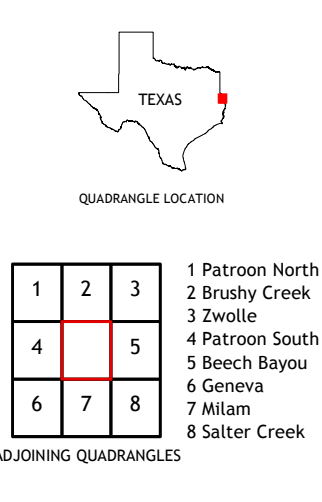 TEXAS
QUADRANGLE LOCATION
1 2 3
4 5
6 7 8
1 Patroon North
2 Brushy Creek
3 Zwolle
4 Patroon South
5 Beech Bayou
6 Geneva
7 Milam
8 Salter Creek
ADJOINING QUADRANGLES